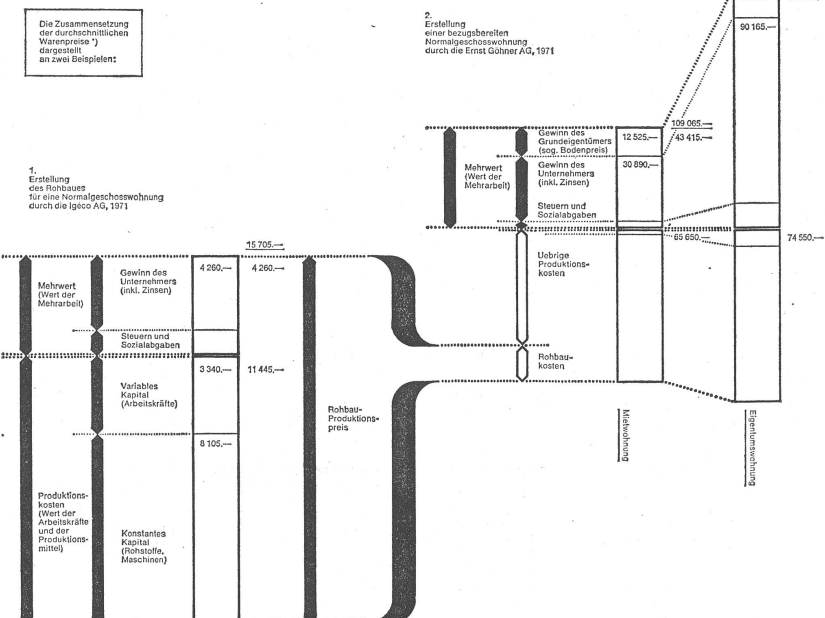 Die Zusammensetzung
der durchschnittlichen
Warenpreise *)
dargestellt
an zwei Beispielen:
1.
Erstellung
des Rohbaues
für eine Normalgeschosswohnung
durch die Igéco AG, 1971
15 705.—
Mehrwert
(Wert der
Mehrarbeit)
Gewinn des
Unternehmers
(inkl. Zinsen)
4 260.—
4 260.—
Steuern und
Sozialabgaben
Variables
Kapital
(Arbeitskräfte)
3 340.—
11 445.—
8 105.—
Produktions-
kosten
(Wert der
Arbeitskräfte
und der
Produktions-
mittel)
Konstantes
Kapital
(Rohstoffe,
Maschinen)
Rohbau-
Produktions-
preis
2.
Erstellung
einer bezugsbereiten
Normalgeschosswohnung
durch die Ernst Göhner AG, 1971
90 165.—
109 065.—
43 415.—
Mehrwert
(Wert der
Mehrarbeit)
Gewinn des
Grundeigentümers
(sog. Bodenpreis)
12 525.—
Gewinn des
Unternehmers
(inkl. Zinsen)
30 890.—
Steuern und
Sozialabgaben
65 650.—
74 550.—
Uebrige
Produktions-
kosten
Rohbau-
kosten
Mietwohnung
Eigentumswohnung